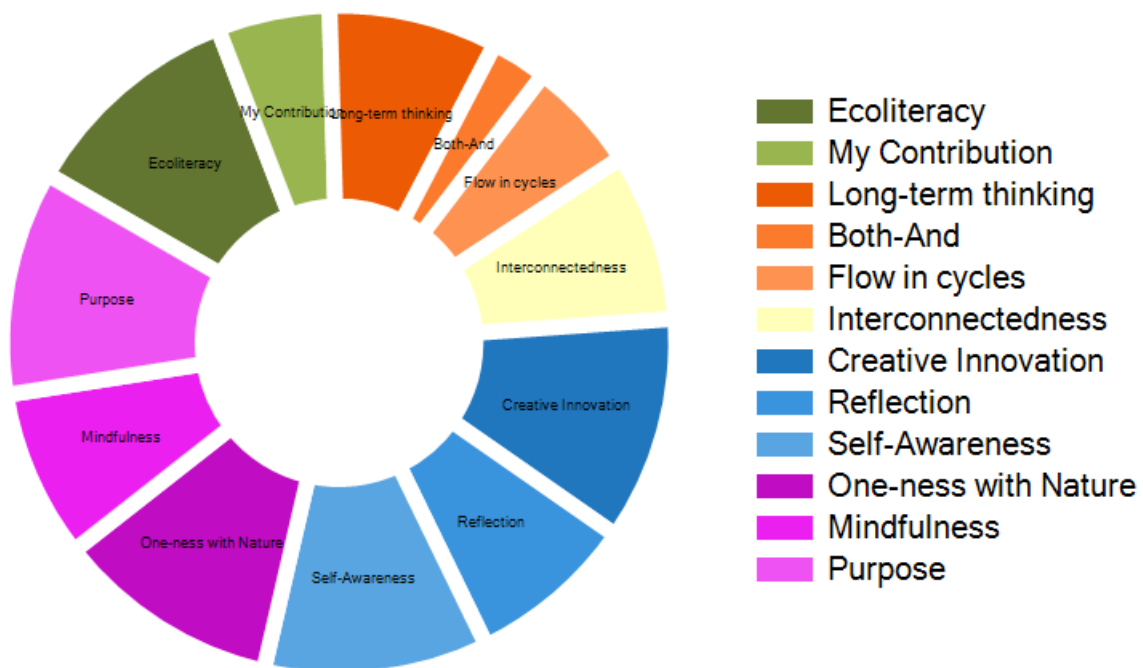 My Contribution
Long-term thinking
Both-And
Ecoliteracy
Flow in cycles
Interconnectedness
Purpose
Creative Innovation
Mindfulness
Reflection
One-ness with Nature
Self-Awareness
Ecoliteracy
My Contribution
Long-term thinking
Both-And
Flow in cycles
Interconnectedness
Creative Innovation
Reflection
Self-Awareness
One-ness with Nature
Mindfulness
Purpose